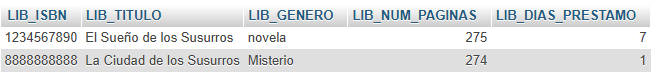 LIB_ISBN LIB_TITULO LIB_GENERO LIB_NUM_PAGINAS LIB_DIAS_PRESTAMO
1234567890 El Sueño de los Susurros novela 275 7
8888888888 La Ciudad de los Susurros Misterio 274 1